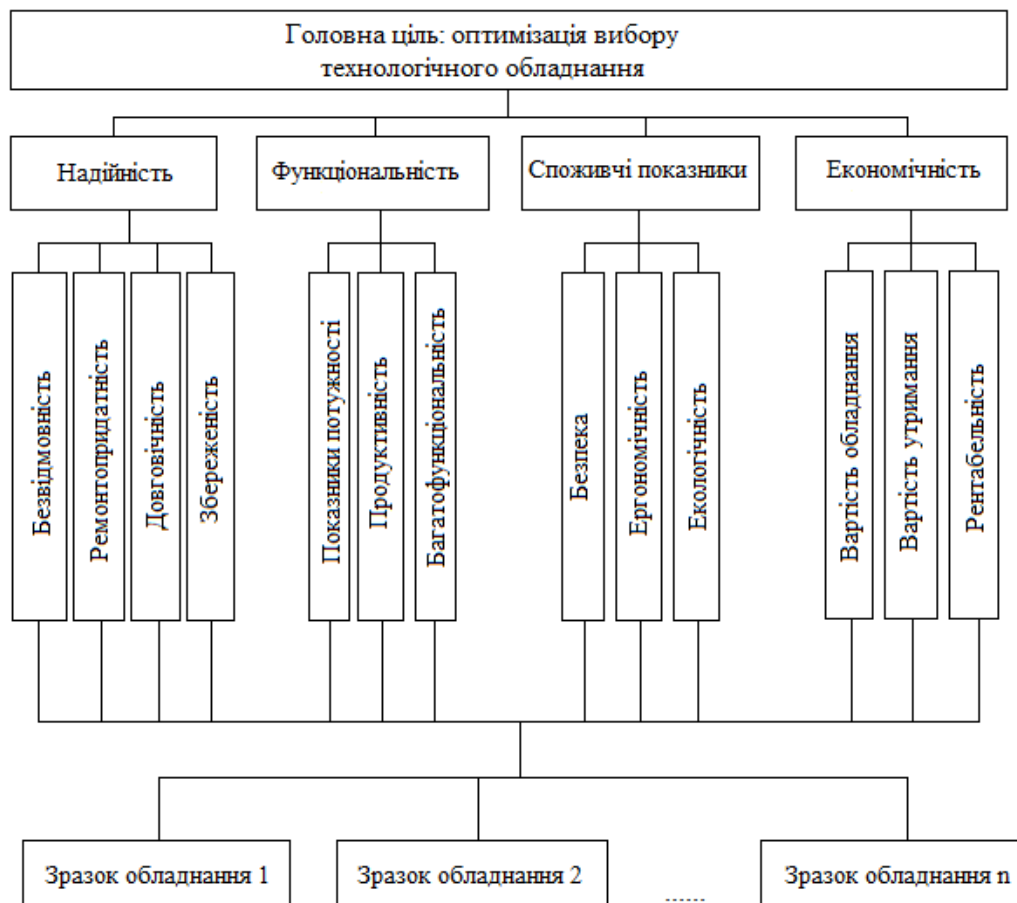 Головна ціль: оптимізація вибору
технологічного обладнання
Надійність
Функціональність
Споживчі показники
Економічність
Безвідмовність
Ремонтопридатність
Довговічність
Збереженість
Показники потужності
Продуктивність
Багатофункціональність
Безпека
Ергономічність
Екологічність
Вартість обладнання
Вартість утримання
Рентабельність
Зразок обладнання 1
Зразок обладнання 2
......
Зразок обладнання n